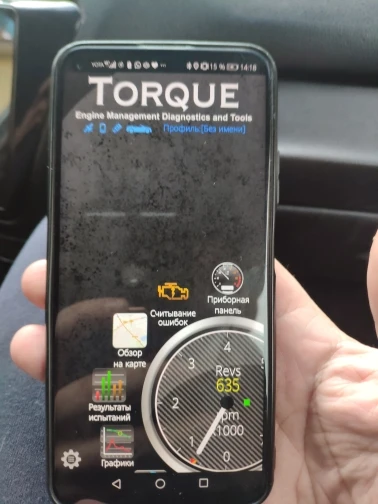 15 % 14:18
TORQUE
Engine Management Diagnostics and Tools
Профиль:[Без имени]
Приборная
панель
Считывание
ошибок
Обзор
на карте
Результаты
испытаний
Графики
4
3
2
1
0
Revs
635
rpm
x1000